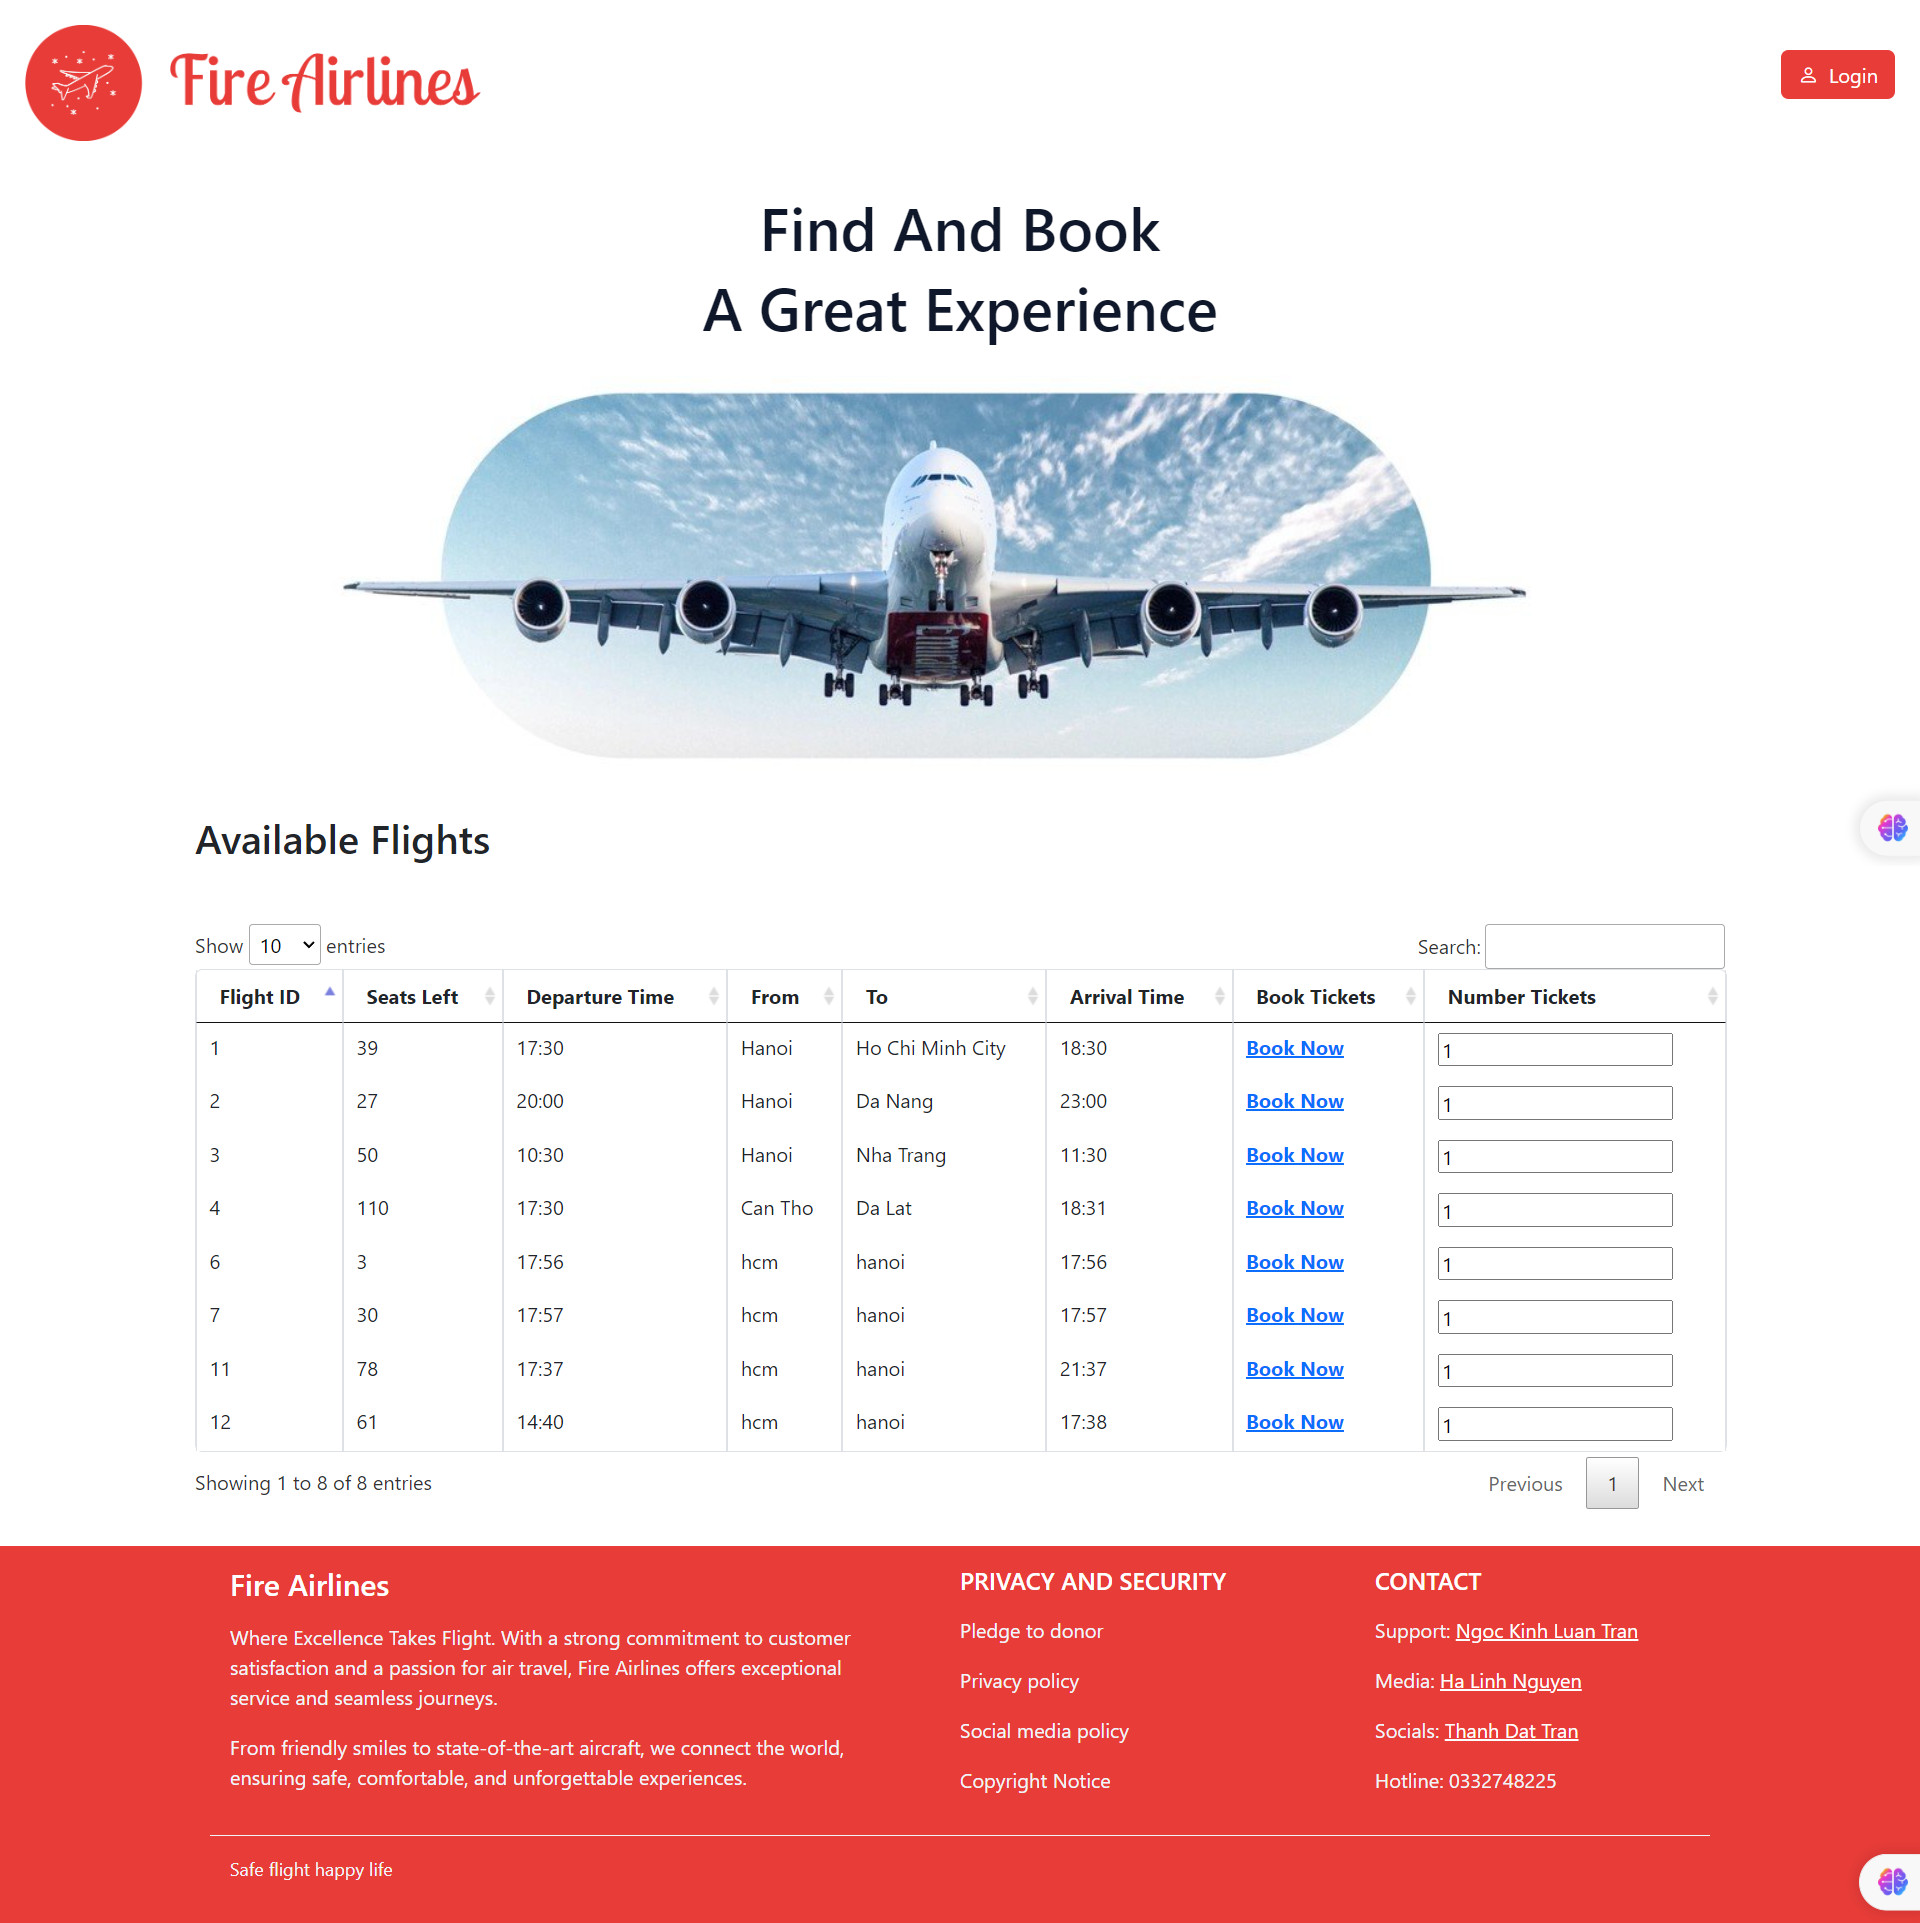 Fire Airlines
Login
Find And Book
A Great Experience
Available Flights
Show 10 entries
Search:
Flight ID Seats Left Departure Time From To Arrival Time Book Tickets Number Tickets
1 39 17:30 Hanoi Ho Chi Minh City 18:30 Book Now 1
2 27 20:00 Hanoi Da Nang 23:00 Book Now 1
3 50 10:30 Hanoi Nha Trang 11:30 Book Now 1
4 110 17:30 Can Tho Da Lat 18:31 Book Now 1
6 3 17:56 hcm hanoi 17:56 Book Now 1
7 30 17:57 hcm hanoi 17:57 Book Now 1
11 78 17:37 hcm hanoi 21:37 Book Now 1
12 61 14:40 hcm hanoi 17:38 Book Now 1
Showing 1 to 8 of 8 entries
Previous 1 Next
Fire Airlines
Where Excellence Takes Flight. With a strong commitment to customer
satisfaction and a passion for air travel, Fire Airlines offers exceptional
service and seamless journeys.
From friendly smiles to state-of-the-art aircraft, we connect the world,
ensuring safe, comfortable, and unforgettable experiences.
PRIVACY AND SECURITY
Pledge to donor
Privacy policy
Social media policy
Copyright Notice
CONTACT
Support: Ngoc Kinh Luan Tran
Media: Ha Linh Nguyen
Socials: Thanh Dat Tran
Hotline: 0332748225
Safe flight happy life